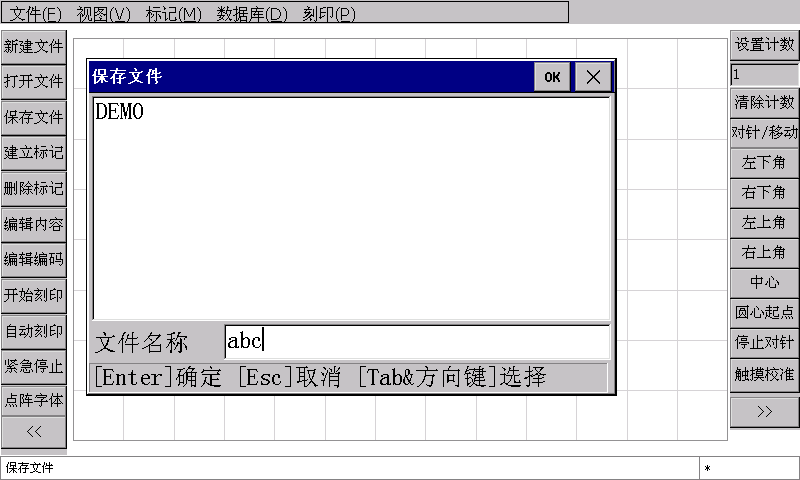 文件(F) 视图(V) 标记(M) 数据库(D) 刻印(P)
新建文件
打开文件
保存文件
建立标记
删除标记
编辑内容
编辑编码
开始刻印
自动刻印
紧急停止
点阵字体
<<
保存文件 OK
DEMO
文件名称 abc
[Enter]确定 [Esc]取消 [Tab&方向键]选择
设置计数
1
清除计数
对针/移动
左下角
右下角
左上角
右上角
中心
圆心起点
停止对针
触摸校准
>>
保存文件 *